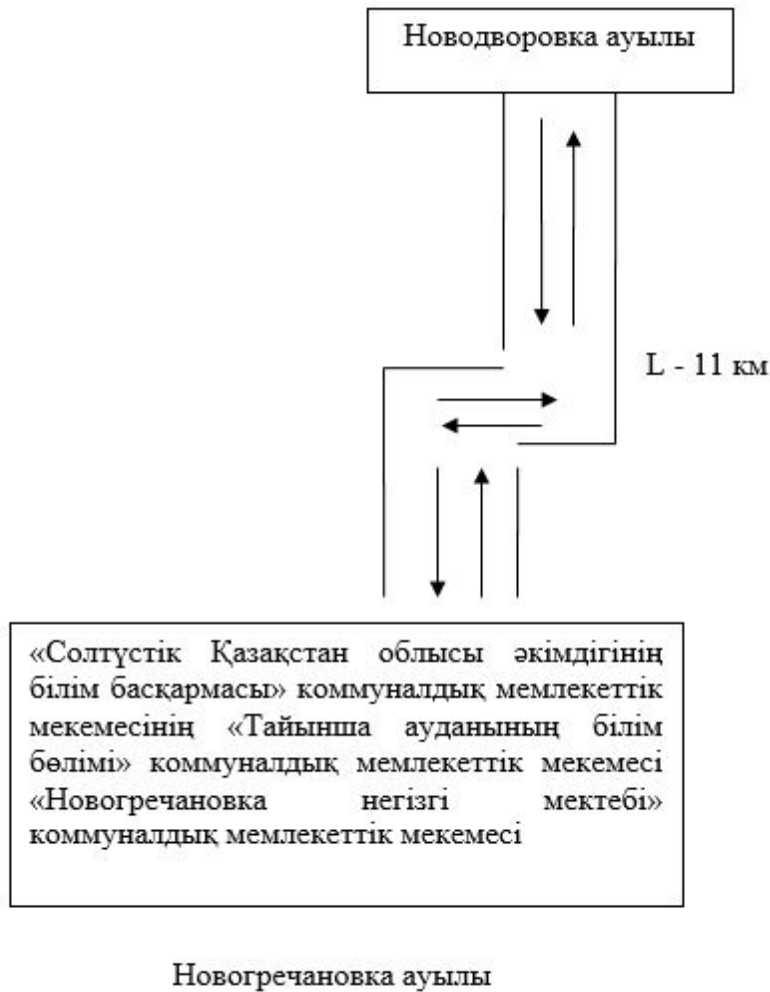 Новодворовка ауылы
L - 11 км
«Солтүстік Қазақстан облысы әкімдігінің
білім басқармасы» коммуналдық мемлекеттік
мекемесінің «Тайынша ауданының білім
бөлімі» коммуналдық мемлекеттік мекемесі
«Новогречановка негізгі мектебі»
коммуналдық мемлекеттік мекемесі
Новогречановка ауылы